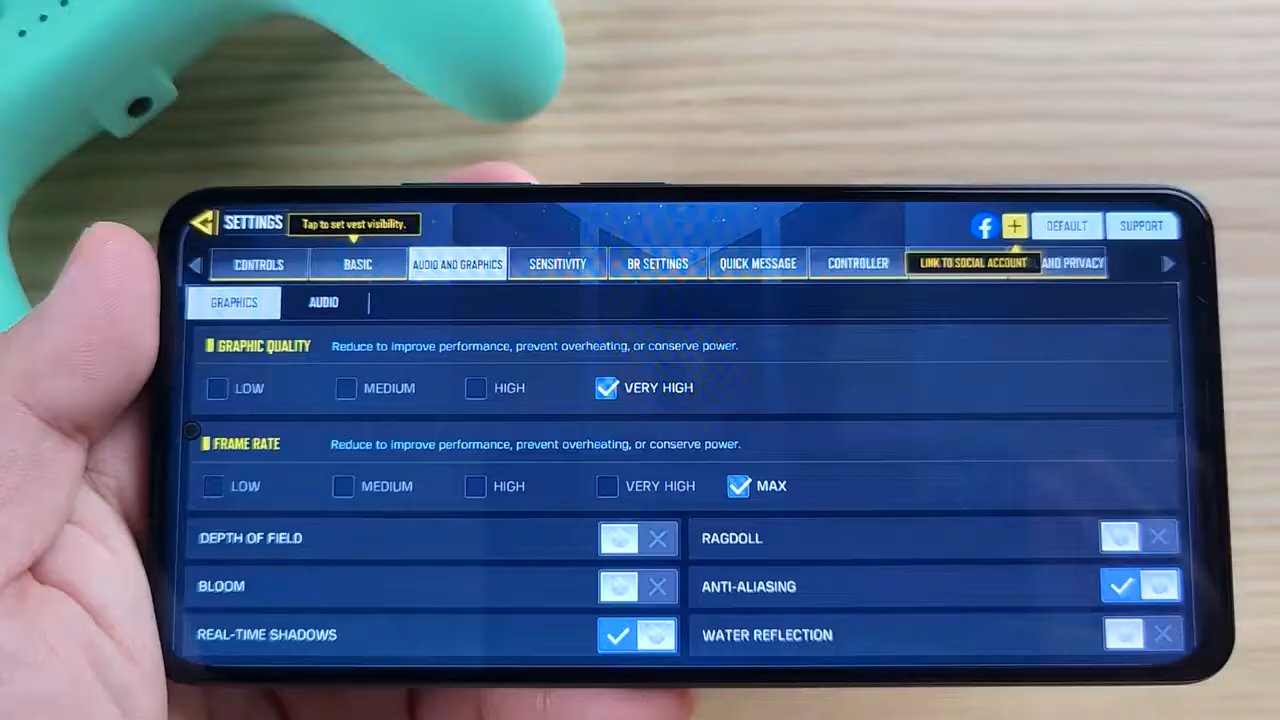 SETTINGS Tap to set vest visibility. DEFAULT SUPPORT
CONTROLS BASIC AUDIO AND GRAPHICS SENSITIVITY BR SETTINGS QUICK MESSAGE CONTROLLER LINK TO SOCIAL ACCOUNT AND PRIVACY
GRAPHICS AUDIO
GRAPHIC QUALITY Reduce to improve performance, prevent overheating, or conserve power.
LOW MEDIUM HIGH VERY HIGH
FRAME RATE Reduce to improve performance, prevent overheating, or conserve power.
LOW MEDIUM HIGH VERY HIGH MAX
DEPTH OF FIELD RAGDOLL
BLOOM ANTI-ALIASING
REAL-TIME SHADOWS WATER REFLECTION